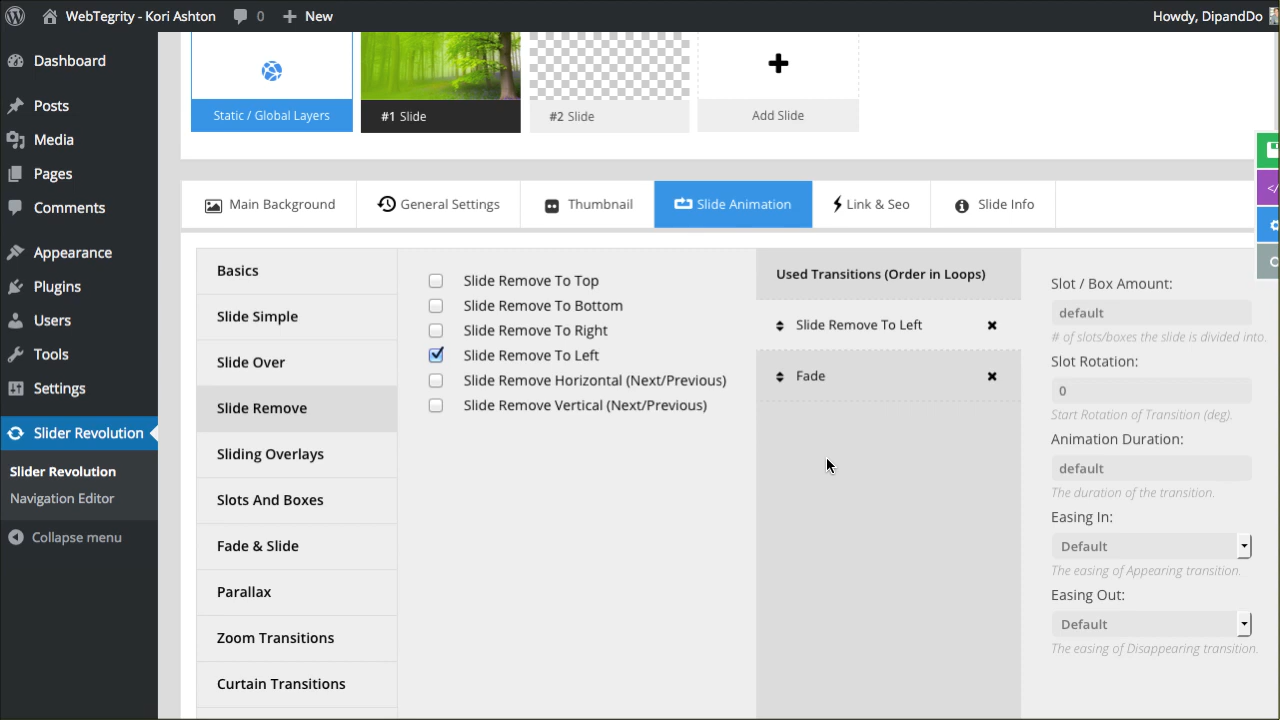 WebTegrity - Kori Ashton
0
New
Howdy, DipandDo
Dashboard
Posts
Media
Pages
Comments
Appearance
Plugins
Users
Tools
Settings
Slider Revolution
Slider Revolution
Navigation Editor
Collapse menu
Static / Global Layers
#1 Slide
#2 Slide
Add Slide
Main Background
General Settings
Thumbnail
Slide Animation
Link & Seo
Slide Info
Basics
Slide Simple
Slide Over
Slide Remove
Sliding Overlays
Slots And Boxes
Fade & Slide
Parallax
Zoom Transitions
Curtain Transitions
Slide Remove To Top
Slide Remove To Bottom
Slide Remove To Right
Slide Remove To Left
Slide Remove Horizontal (Next/Previous)
Slide Remove Vertical (Next/Previous)
Used Transitions (Order in Loops)
Slide Remove To Left
Fade
Slot / Box Amount:
default
# of slots/boxes the slide is divided into.
Slot Rotation:
0
Start Rotation of Transition (deg).
Animation Duration:
default
The duration of the transition.
Easing In:
Default
The easing of Appearing transition.
Easing Out:
Default
The easing of Disappearing transition.